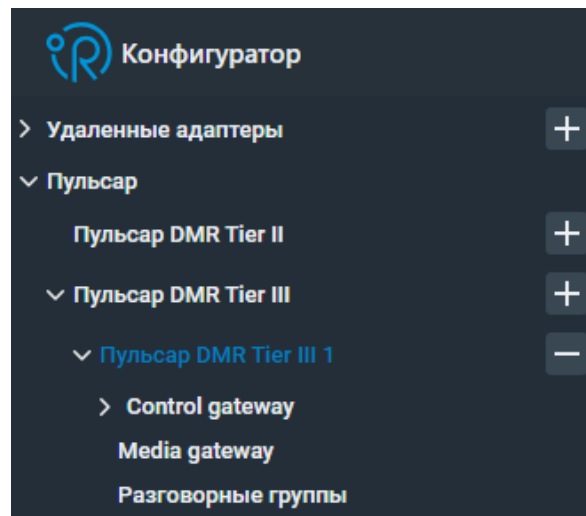 Конфигуратор
Удаленные адаптеры
Пульсар
Пульсар DMR Tier II
Пульсар DMR Tier III
Пульсар DMR Tier III 1
Control gateway
Media gateway
Разговорные группы